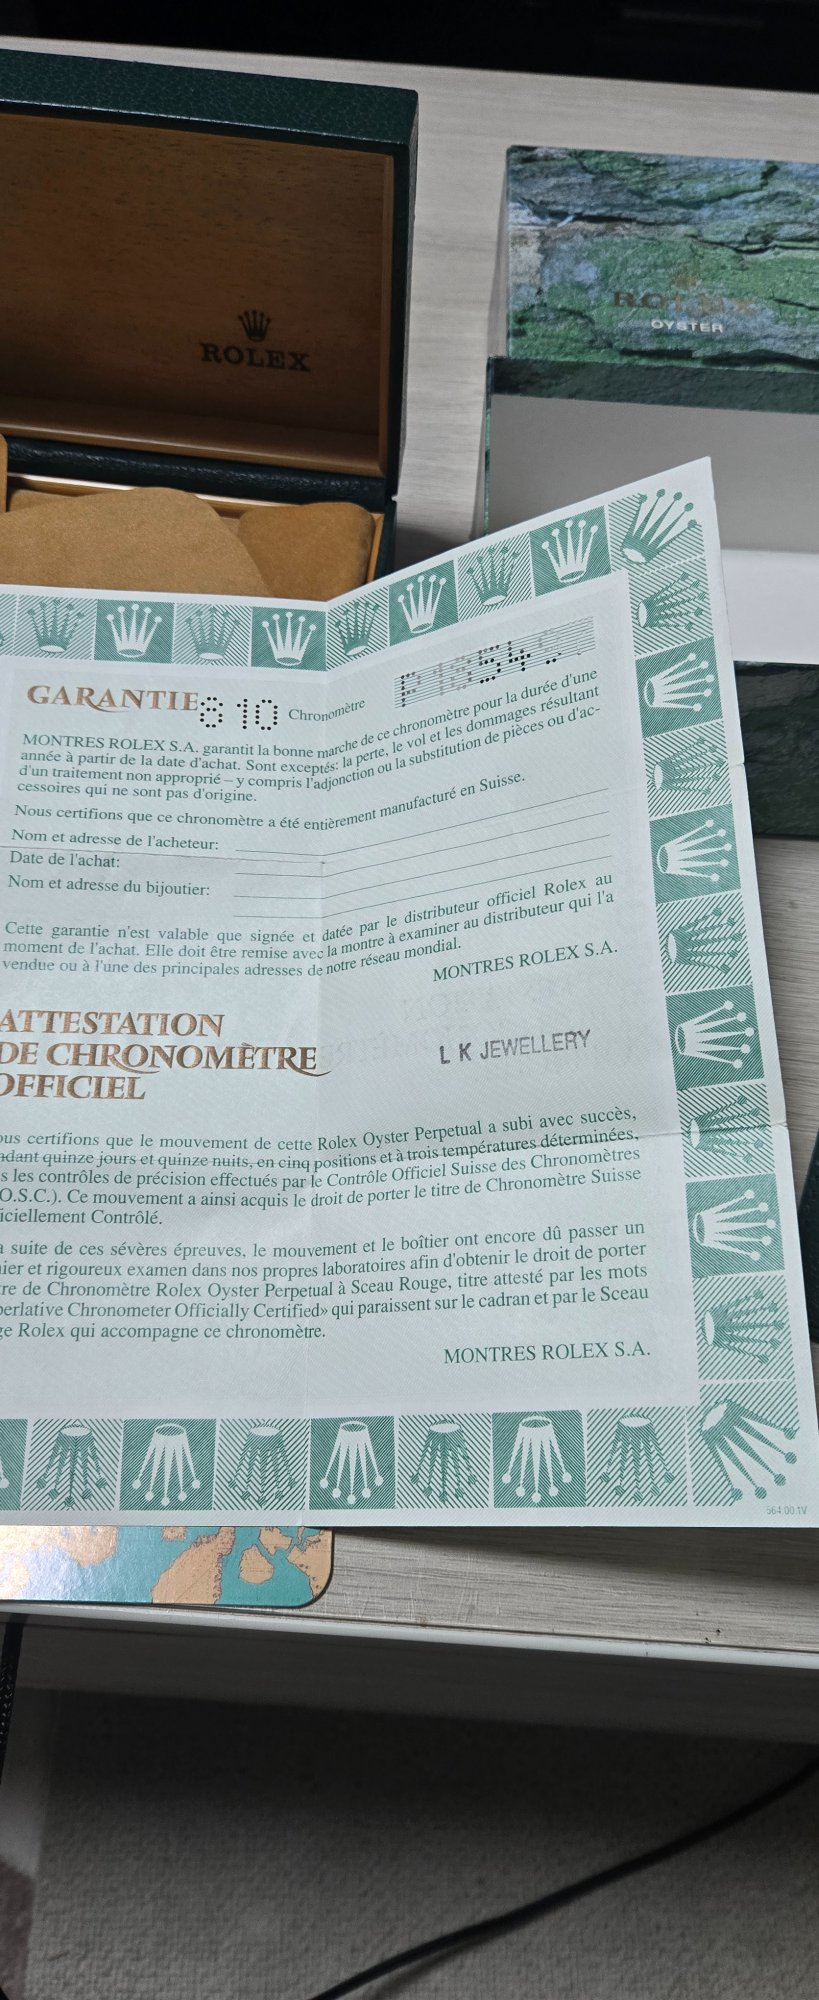 ROLEX
ROLEX
OYSTER
GARANTIE 810 Chronomètre
MONTRES ROLEX S.A. garantit la bonne marche de ce chronomètre pour la durée d'une
année à partir de la date d'achat. Sont exceptés: la perte, le vol et les dommages résultant
d'un traitement non approprié – y compris l'adjonction ou la substitution de pièces ou d'ac-
cessoires qui ne sont pas d'origine.
Nous certifions que ce chronomètre a été entièrement manufacturé en Suisse.
Nom et adresse de l'acheteur:
Date de l'achat:
Nom et adresse du bijoutier:
Cette garantie n'est valable que signée et datée par le distributeur officiel Rolex au
moment de l'achat. Elle doit être remise avec la montre à examiner au distributeur qui l'a
vendue ou à l'une des principales adresses de notre réseau mondial.
MONTRES ROLEX S.A.
ATTESTATION
DE CHRONOMÈTRE
OFFICIEL
L K JEWELLERY
ous certifions que le mouvement de cette Rolex Oyster Perpetual a subi avec succès,
ndant quinze jours et quinze nuits, en cinq positions et à trois températures déterminées,
s les contrôles de précision effectués par le Contrôle Officiel Suisse des Chronomètres
O.S.C.). Ce mouvement a ainsi acquis le droit de porter le titre de Chronomètre Suisse
iciellement Contrôlé.
a suite de ces sévères épreuves, le mouvement et le boîtier ont encore dû passer un
nier et rigoureux examen dans nos propres laboratoires afin d'obtenir le droit de porter
re de Chronomètre Rolex Oyster Perpetual à Sceau Rouge, titre attesté par les mots
perlative Chronometer Officially Certified» qui paraissent sur le cadran et par le Sceau
ge Rolex qui accompagne ce chronomètre.
MONTRES ROLEX S.A.
564.00.1V